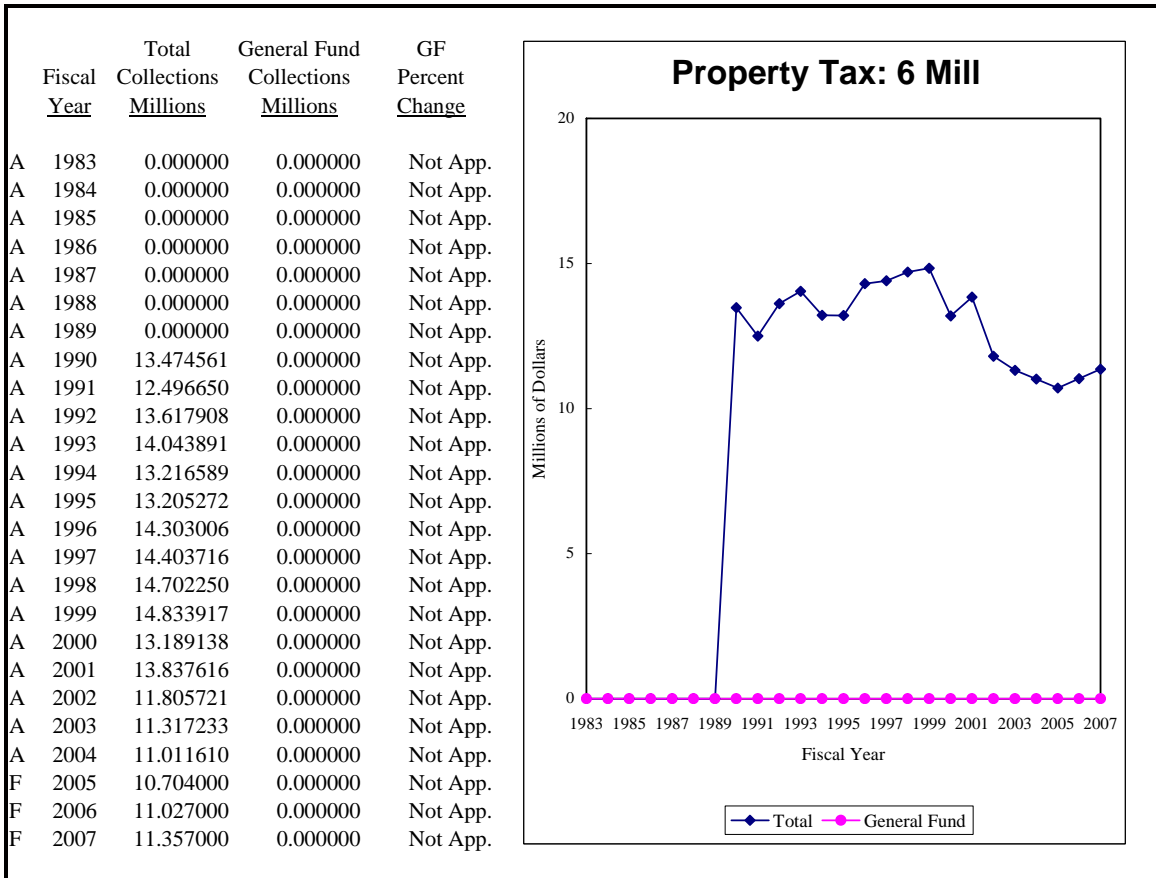 Total General Fund GF
Fiscal Collections Collections Percent
Year Millions Millions Change
A 1983 0.000000 0.000000 Not App.
A 1984 0.000000 0.000000 Not App.
A 1985 0.000000 0.000000 Not App.
A 1986 0.000000 0.000000 Not App.
A 1987 0.000000 0.000000 Not App.
A 1988 0.000000 0.000000 Not App.
A 1989 0.000000 0.000000 Not App.
A 1990 13.474561 0.000000 Not App.
A 1991 12.496650 0.000000 Not App.
A 1992 13.617908 0.000000 Not App.
A 1993 14.043891 0.000000 Not App.
A 1994 13.216589 0.000000 Not App.
A 1995 13.205272 0.000000 Not App.
A 1996 14.303006 0.000000 Not App.
A 1997 14.403716 0.000000 Not App.
A 1998 14.702250 0.000000 Not App.
A 1999 14.833917 0.000000 Not App.
A 2000 13.189138 0.000000 Not App.
A 2001 13.837616 0.000000 Not App.
A 2002 11.805721 0.000000 Not App.
A 2003 11.317233 0.000000 Not App.
A 2004 11.011610 0.000000 Not App.
F 2005 10.704000 0.000000 Not App.
F 2006 11.027000 0.000000 Not App.
F 2007 11.357000 0.000000 Not App.
Property Tax: 6 Mill
20
15
10
5
0
Millions of Dollars
1983 1985 1987 1989 1991 1993 1995 1997 1999 2001 2003 2005 2007
Fiscal Year
Total General Fund